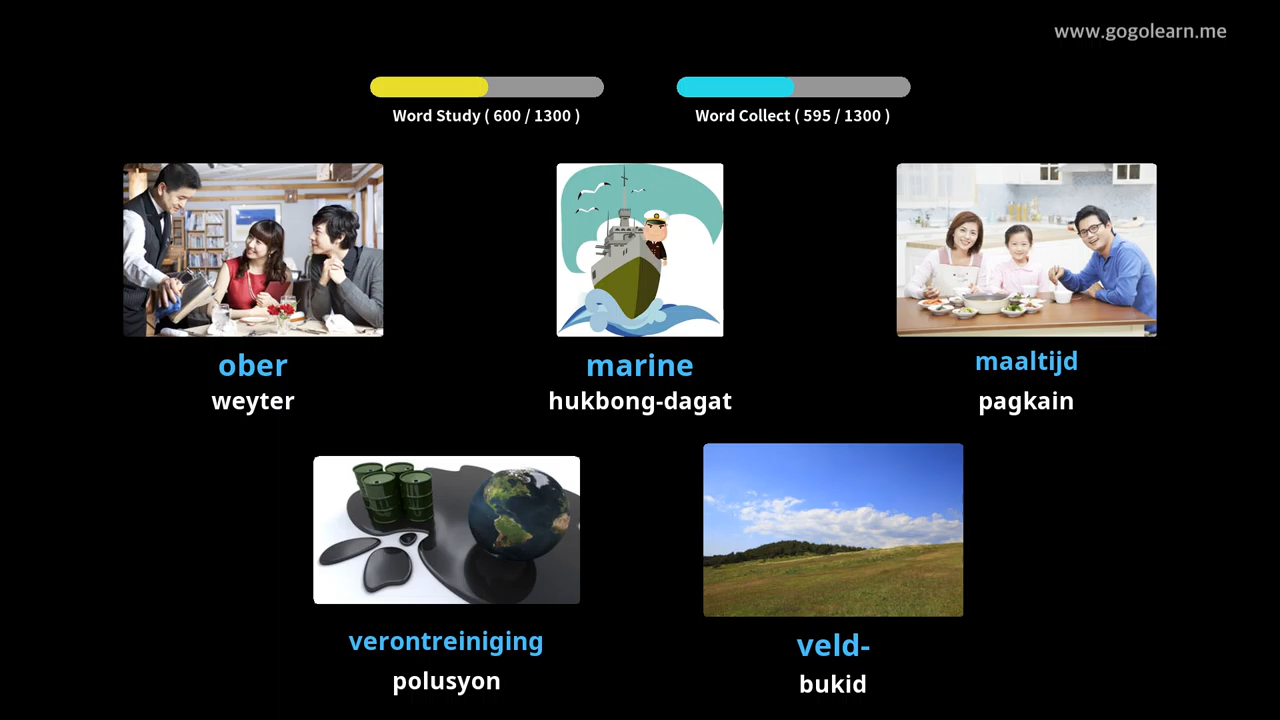 www.gogolearn.me
Word Study ( 600 / 1300 )
Word Collect ( 595 / 1300 )
ober
weyter
marine
hukbong-dagat
maaltijd
pagkain
verontreiniging
polusyon
veld-
bukid